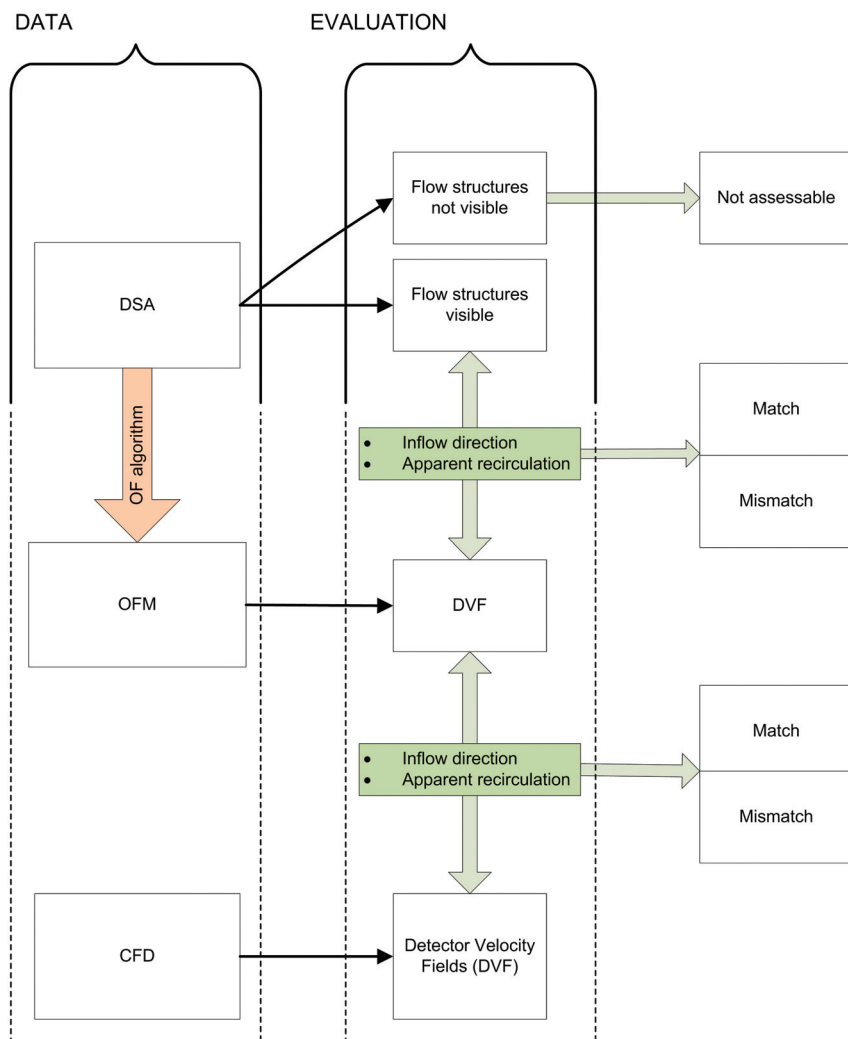 DATA
EVALUATION
Flow structures
not visible
Not assessable
DSA
Flow structures
visible
OF algorithm
• Inflow direction
• Apparent recirculation
Match
Mismatch
OFM
DVF
• Inflow direction
• Apparent recirculation
Match
Mismatch
CFD
Detector Velocity
Fields (DVF)